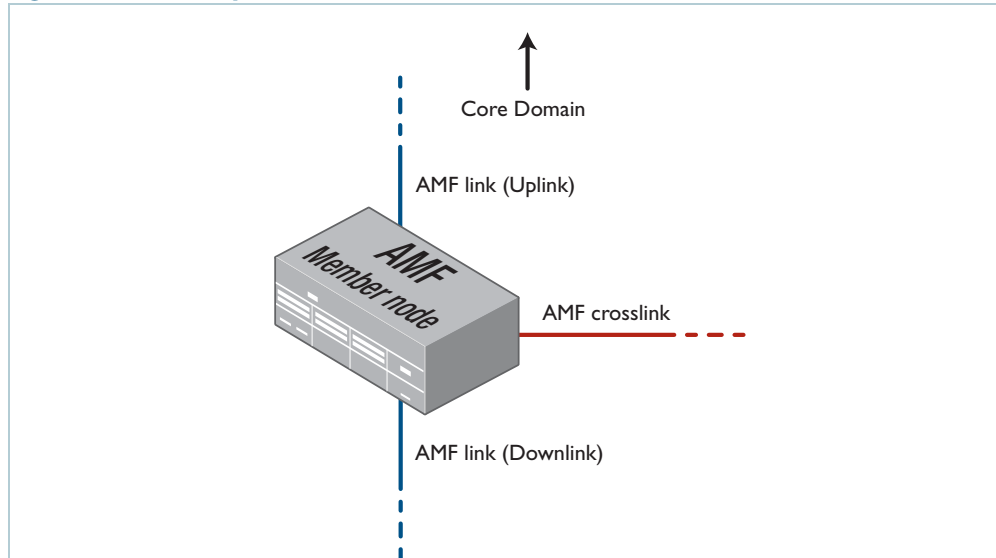 Core Domain
AMF link (Uplink)
AMF
Member node
AMF crosslink
AMF link (Downlink)